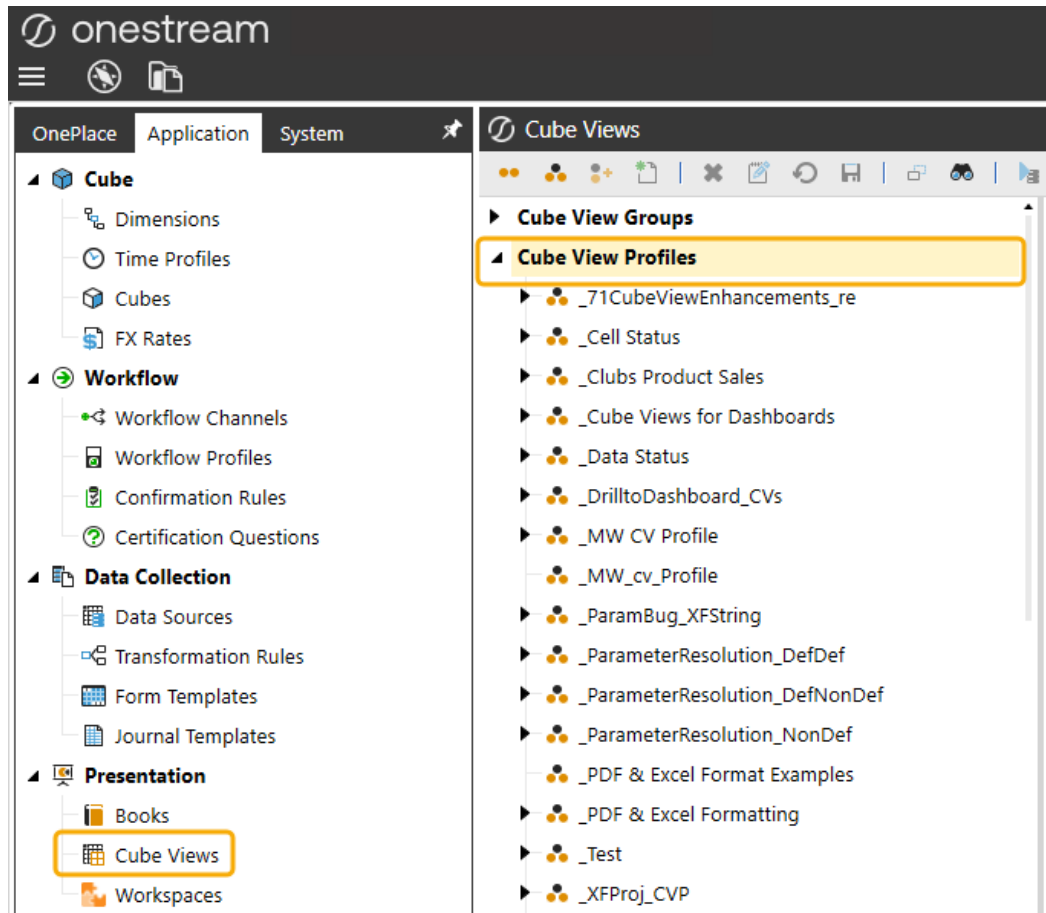 onestream
OnePlace Application System
Cube
Dimensions
Time Profiles
Cubes
FX Rates
Workflow
Workflow Channels
Workflow Profiles
Confirmation Rules
Certification Questions
Data Collection
Data Sources
Transformation Rules
Form Templates
Journal Templates
Presentation
Books
Cube Views
Workspaces
Cube Views
Cube View Groups
Cube View Profiles
_71CubeViewEnhancements_re
_Cell Status
_Clubs Product Sales
_Cube Views for Dashboards
_Data Status
_DrilltoDashboard_CVs
_MW CV Profile
_MW_cv_Profile
_ParamBug_XFString
_ParameterResolution_DefDef
_ParameterResolution_DefNonDef
_ParameterResolution_NonDef
_PDF & Excel Format Examples
_PDF & Excel Formatting
_Test
_XFProj_CVP